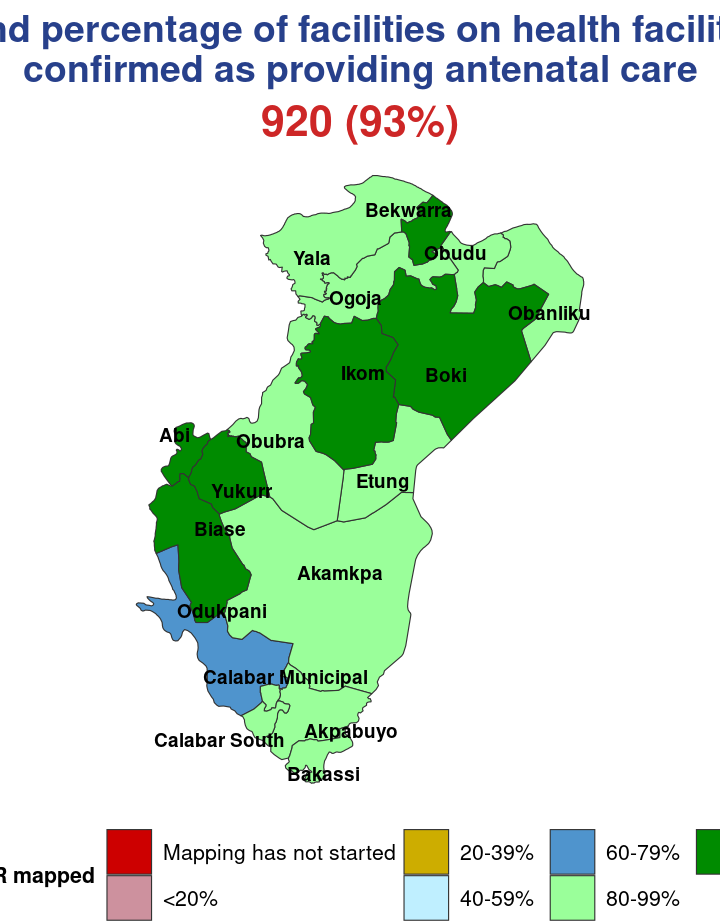 percentage of facilities on health
confirmed as providing antenatal care
920 (93%)
Bekwarra
Yala
Obudu
Ogoja
Obanliku
Ikom
Boki
Abi
Obubra
Etung
Yukurr
Biase
Akamkpa
Odukpani
Calabar Municipal
Akpabuyo
Calabar South
Bakassi
Mapping has not started
20-39%
60-79%
mapped
<20%
40-59%
80-99%